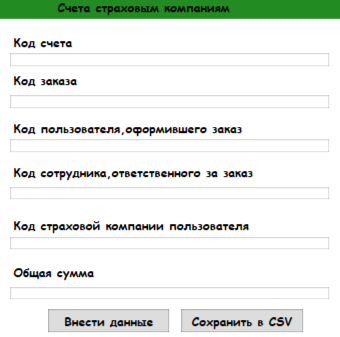 Счета страховым компаниям
Код счета
Код заказа
Код пользователя,оформившего заказ
Код сотрудника,ответственного за заказ
Код страховой компании пользователя
Общая сумма
Внести данные
Сохранить в CSV